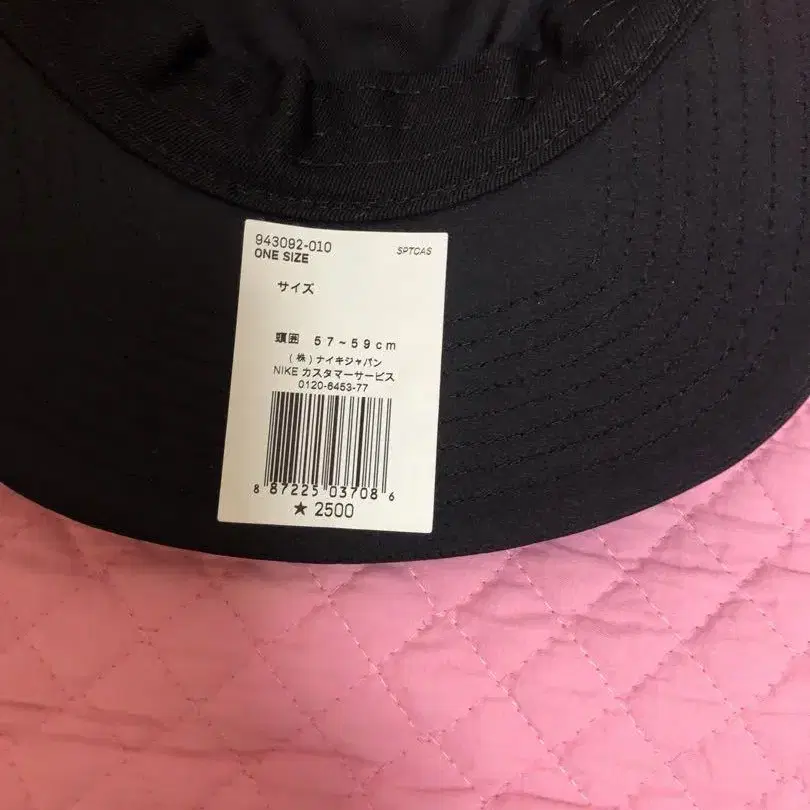 943092-010
SPTCAS
ONE SIZE
サイズ
頭囲 57~59cm
(株)ナイキジャパン
NIKE カスタマーサービス
0120-6453-77
8 87225 03708 6
★ 2500